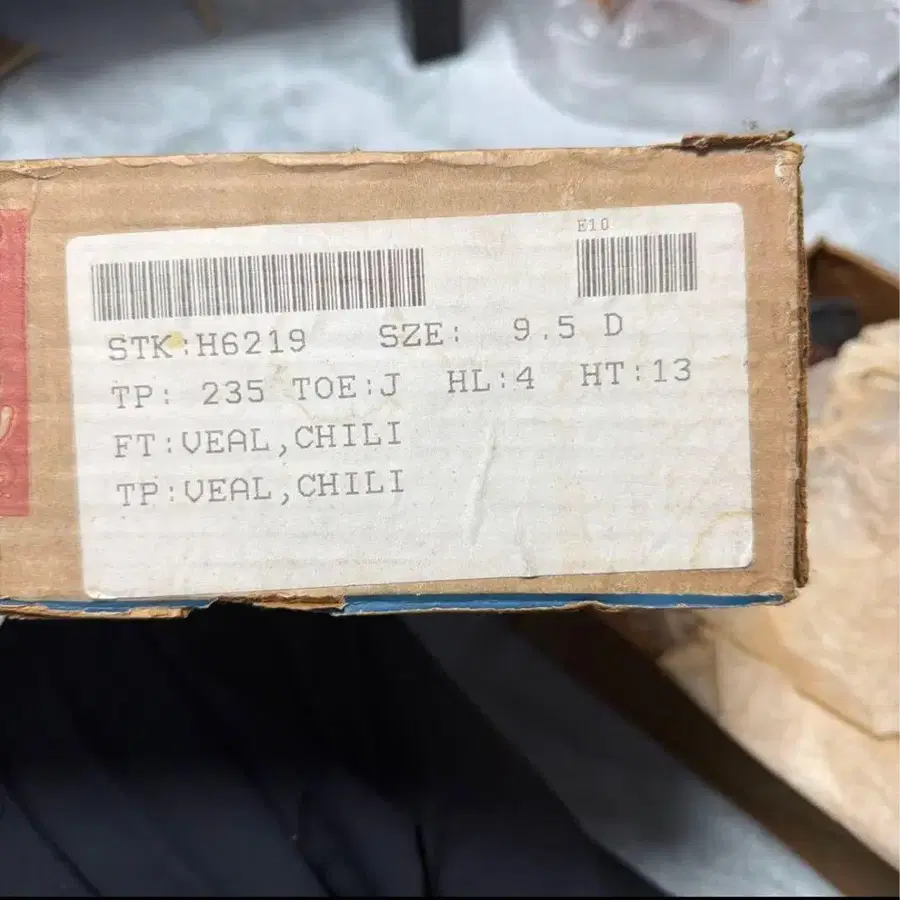 E10
STK:H6219 SZE: 9.5 D
TP: 235 TOE:J HL:4 HT:13
FT:VEAL,CHILI
TP:VEAL,CHILI